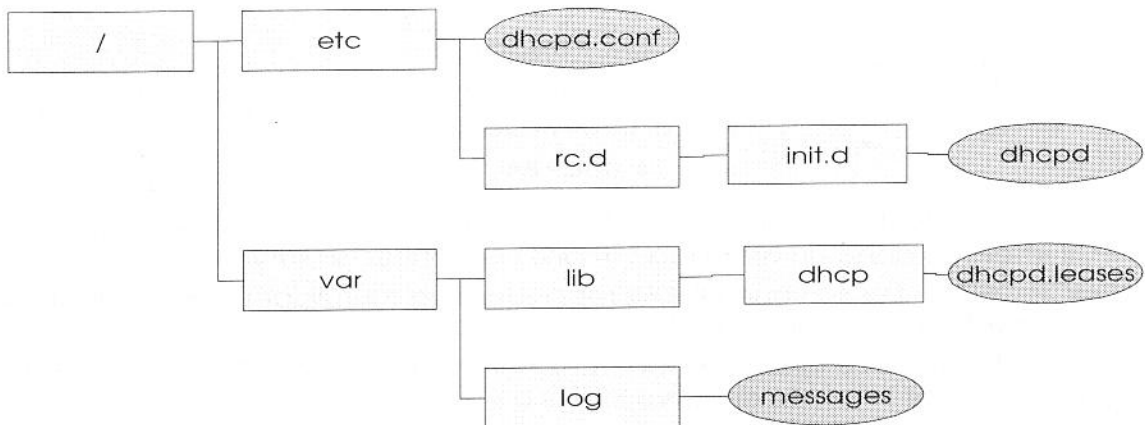 /
etc
dhcpd.conf
rc.d
init.d
dhcpd
var
lib
dhcp
dhcpd.leases
log
messages